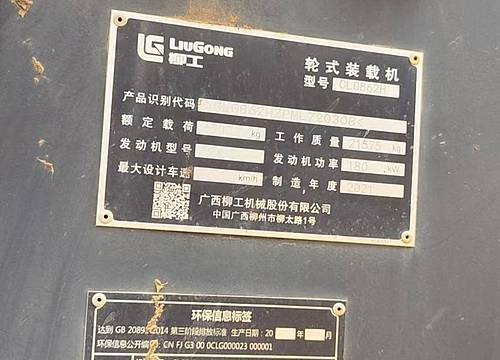 LIUGONG
柳工
轮式装载机
型号 CLG862H
产品识别代码
额定载荷 kg 工作质量 21575 kg
发动机型号 发动机功率 180 kW
最大设计车速 km/h 制造年度 2021
广西柳工机械股份有限公司
中国广西柳州市柳太路1号
环保信息标签
达到 GB 20891-2014 第三阶段排放标准 生产日期: 20 年 月
环保信息公开编号: CN FJ G3 00 0CLG000023 000001